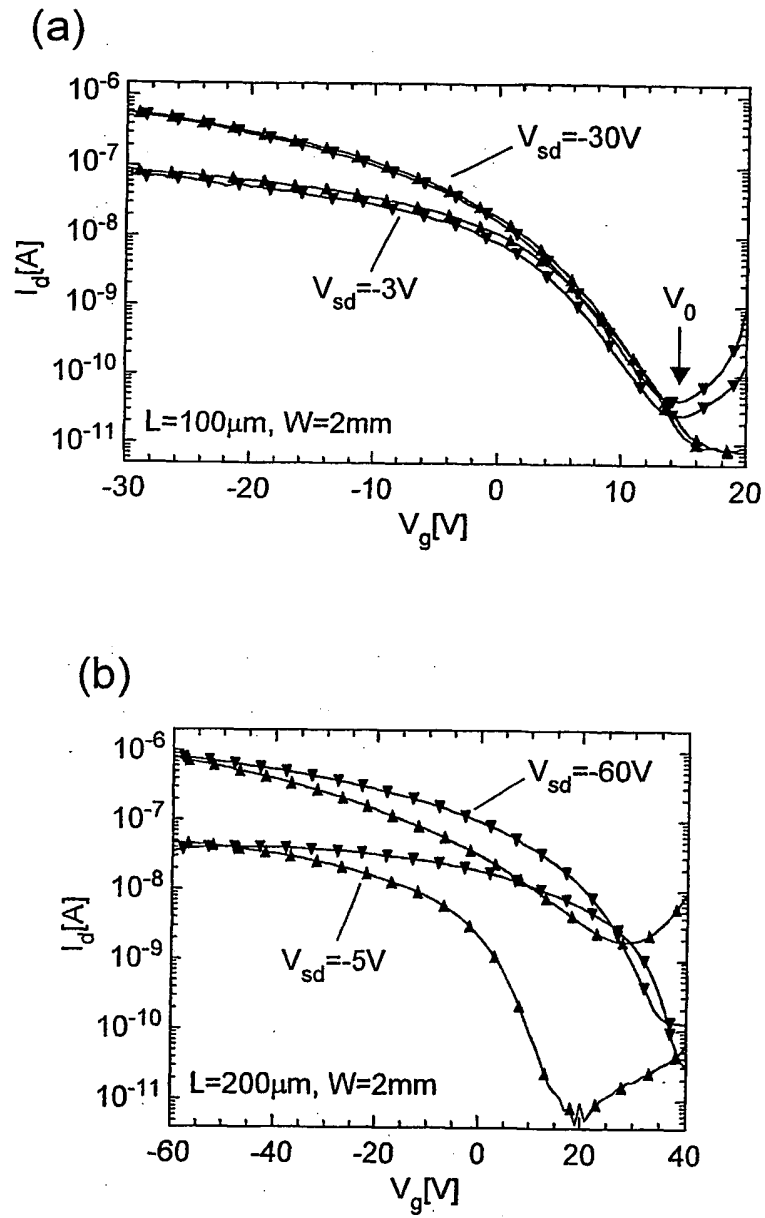 (a)
10⁻⁶
10⁻⁷
10⁻⁸
10⁻⁹
10⁻¹⁰
10⁻¹¹
I_d[A]
V_sd=-30V
V_sd=-3V
V_0
L=100μm, W=2mm
-30 -20 -10 0 10 20
V_g[V]
(b)
10⁻⁶
10⁻⁷
10⁻⁸
10⁻⁹
10⁻¹⁰
10⁻¹¹
I_d[A]
V_sd=-60V
V_sd=-5V
L=200μm, W=2mm
-60 -40 -20 0 20 40
V_g[V]